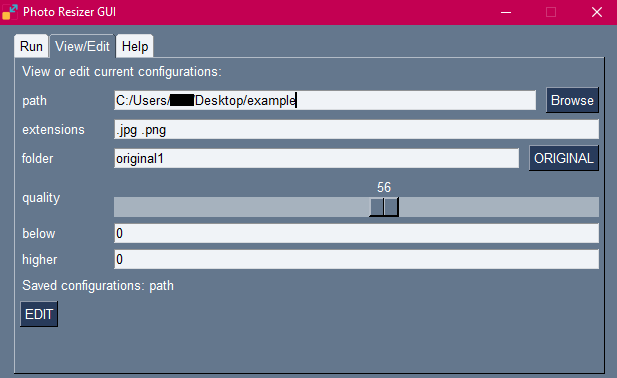 Photo Resizer GUI
Run View/Edit Help
View or edit current configurations:
path C:/Users/ /Desktop/example Browse
extensions .jpg .png
folder original1 ORIGINAL
56
quality
below 0
higher 0
Saved configurations: path
EDIT